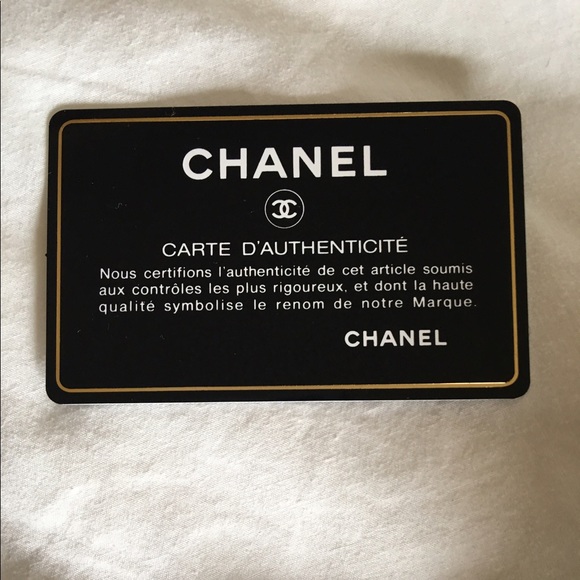 CHANEL
CARTE D'AUTHENTICITÉ
Nous certifions l'authenticité de cet article soumis
aux contrôles les plus rigoureux, et dont la haute
qualité symbolise le renom de notre Marque.
CHANEL